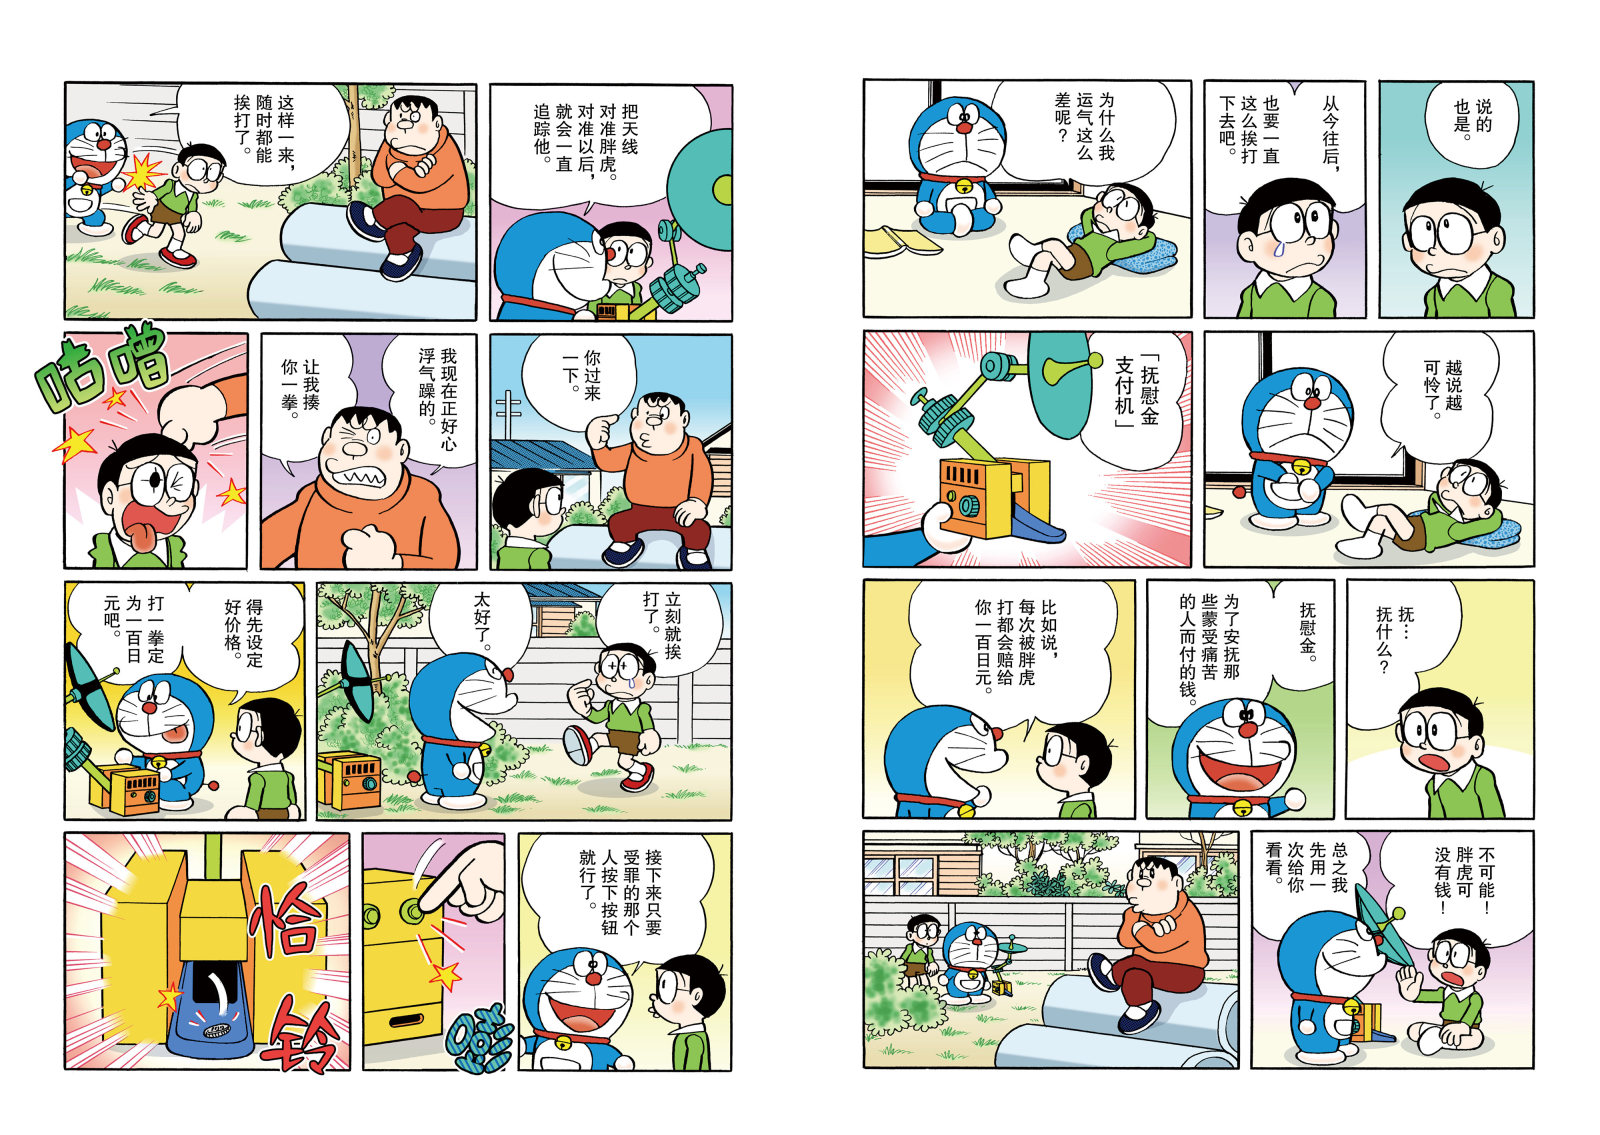 说的
也是。
从今往后，
也要一直
这么挨打
下去吧。
为什么我
运气这么
差呢？
越说越
可怜了。
「抚慰金
支付机」
抚…
抚什么？
抚慰金。
为了安抚那
些蒙受痛苦
的人而付的钱。
比如说，
每次被胖虎
打都会赔给
你一百日元。
不可能！
胖虎可
没有钱！
总之我
先用一
次给你
看看。
把天线
对准胖虎。
对准以后，
就会一直
追踪他。
这样一来，
随时都能
挨打了。
你过来
一下。
我现在正好心
浮气躁的。
让我揍
你一拳。
咕噌
立刻就挨
打了。
太好了。
得先设定
好价格。
打一拳定
为一百日
元吧。
接下来只要
受罪的那个
人按下按钮
就行了。
恰
铃